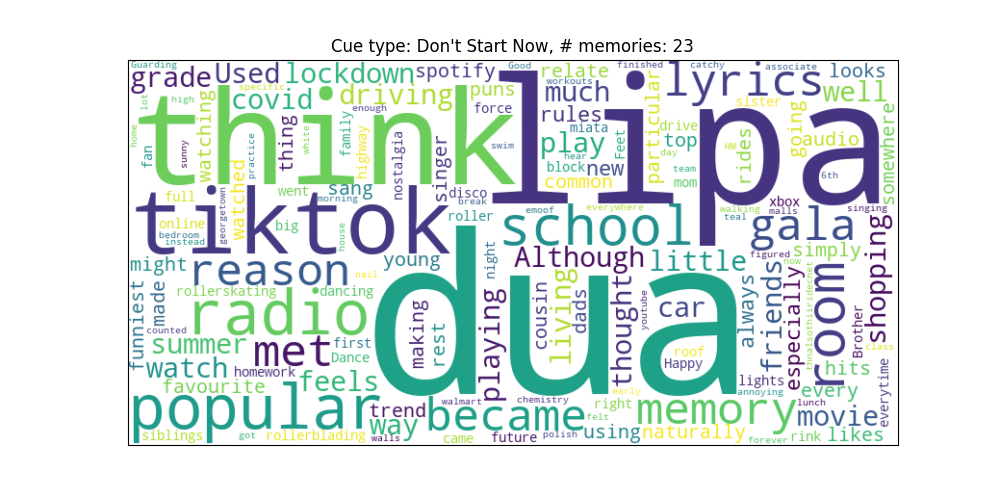 Cue type: Don't Start Now, # memories: 23
Guarding
grade
Used
lockdown
spotify
Good
finished
catchy
associate
relate
workouts
lyrics
looks
specific
covid
driving
puns
much
sister
well
lot
high
think
enough
force
rules
lipa
particular
going
audio
somewhere
home
fan
sunny
watching
watched
practice
thing
white
family
highway
nostalgia
singer
swim
miata
play
hear
block
new
Feet
common
drive
top
day
team
mom
HM
rides
6th
full
went
morning
sang
disco
break
everywhere
walking
teal
xbox
malls
singing
tiktok
online
bedroom
instead
georgetown
big
house
roller
emoof
school
gala
figured
now
simply
might
reason
nail
young
night
Although
little
funniest
made
rollerskating
dancing
dua
playing
cousin
living
dads
thought
youtube
car
always
friends
especially
thnalsothiiridecnet
room
Brother
shopping
radio
counted
summer
met
first
Dance
making
rest
roof
Happy
class
watch
homework
feels
favourite
early
lights
annoying
hits
everytime
popular
trend
way
walmart
became
chemistry
felt
right
memory
every
lunch
movie
siblings
got
rollerblading
walls
came
future
polish
using
naturally
forever
rink
likes